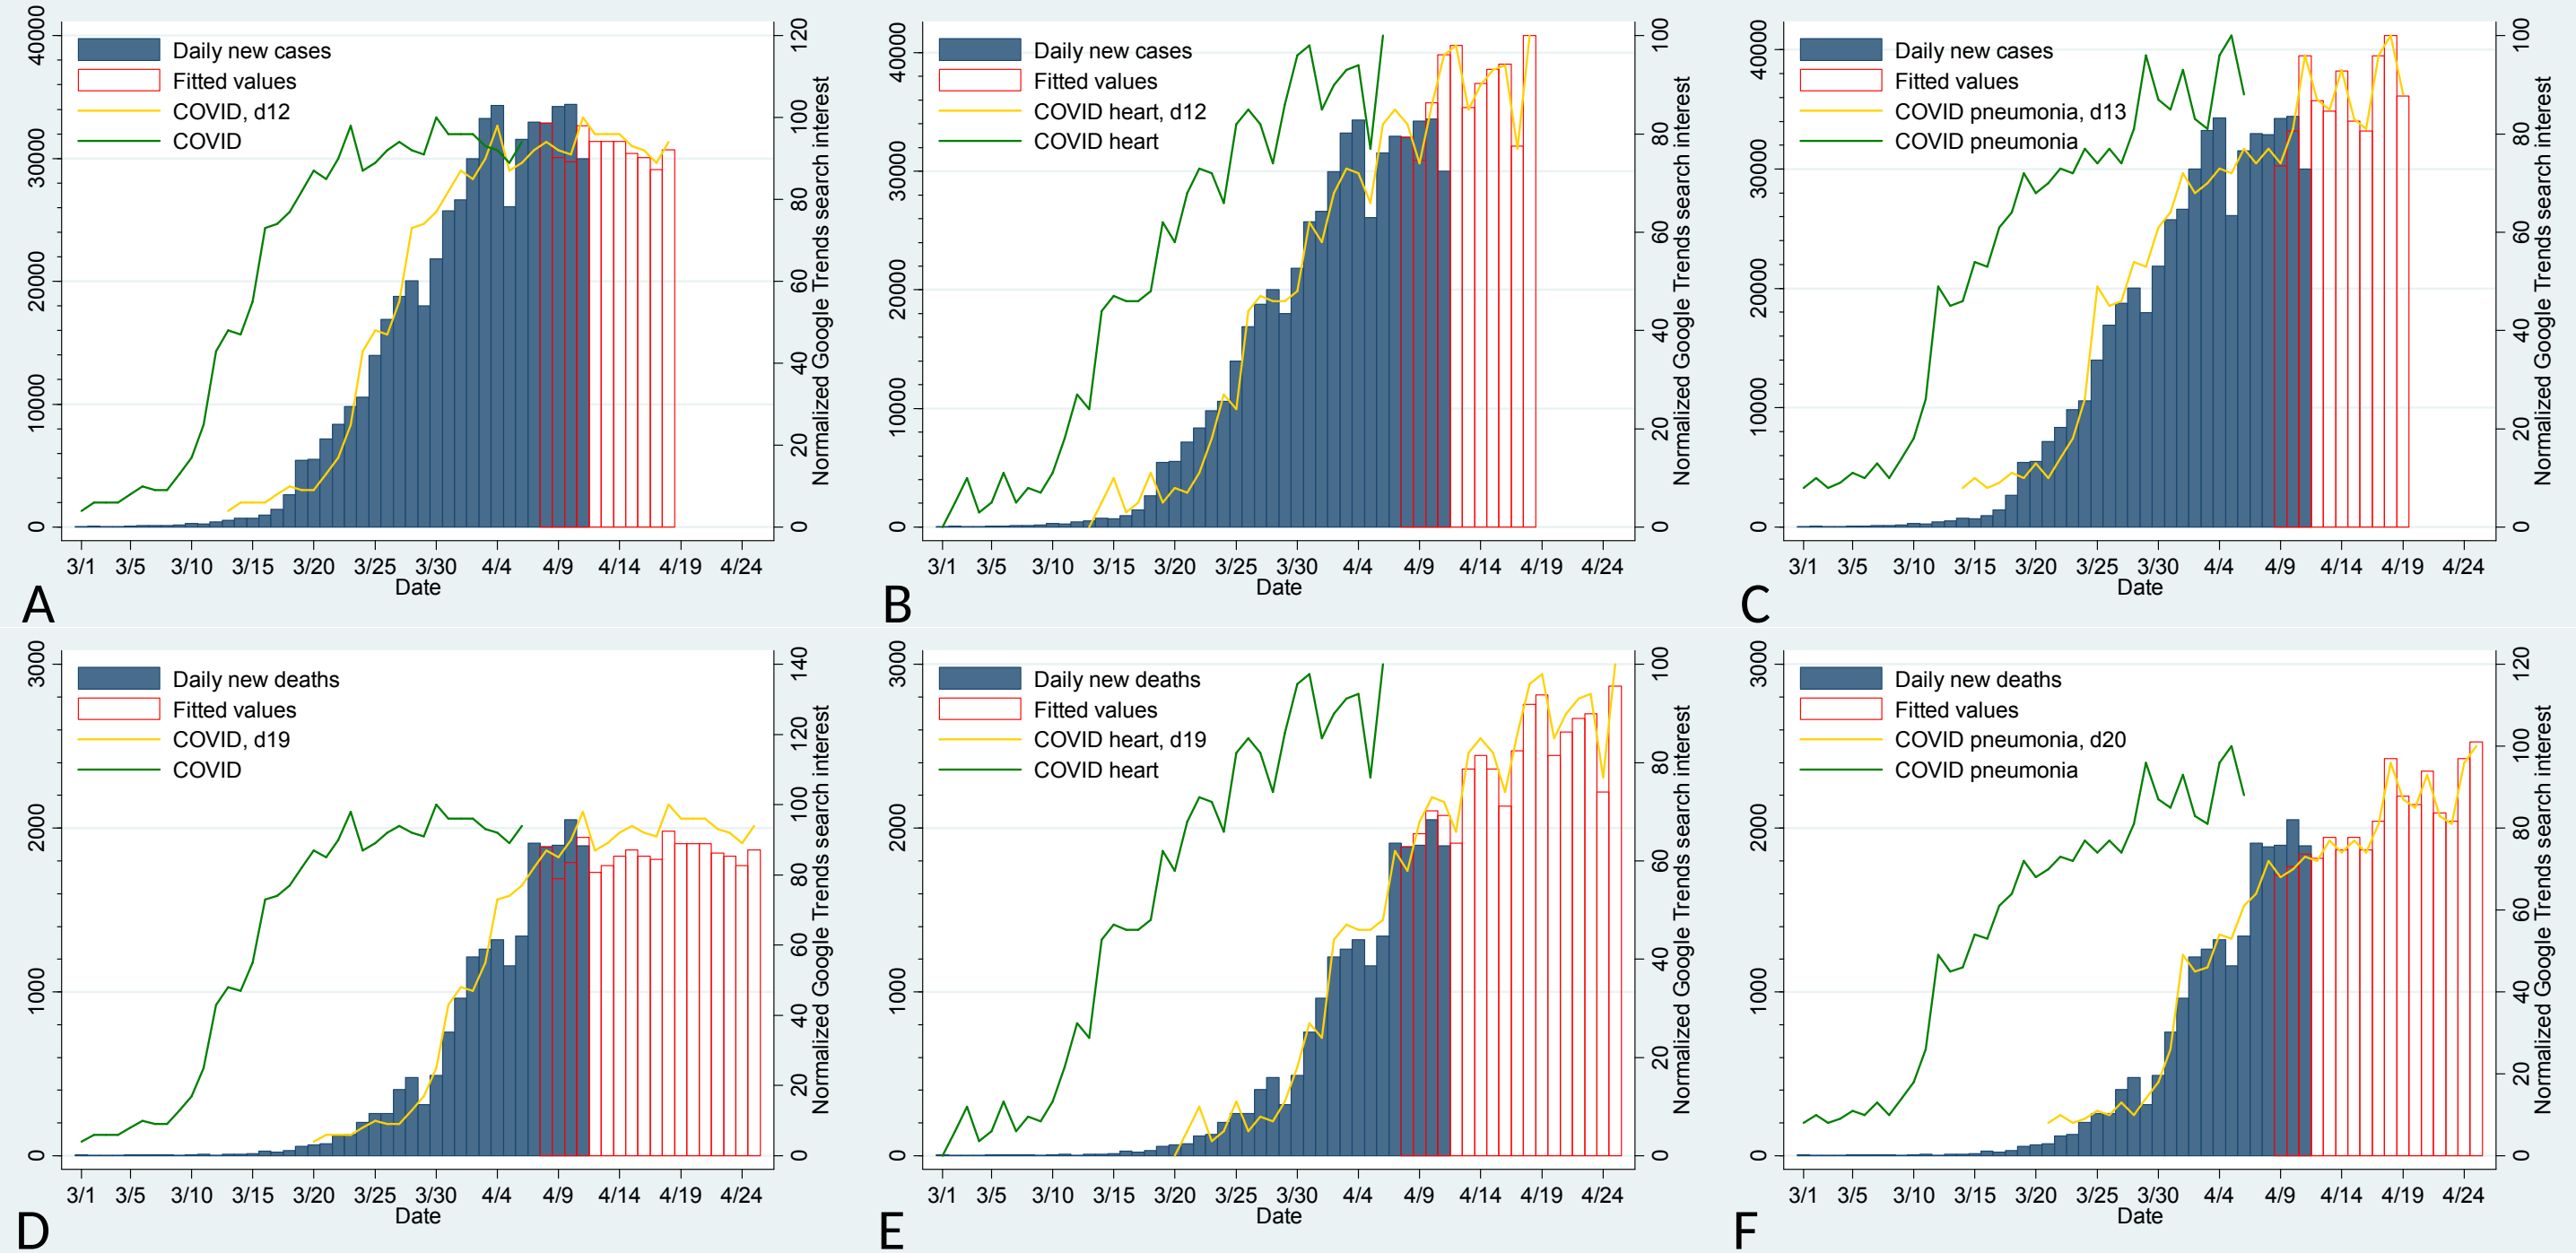 Daily new cases
Fitted values
COVID, d12
COVID
0 10000 20000 30000 40000
0 20 40 60 80 100 120
Normalized Google Trends search interest
3/1 3/5 3/10 3/15 3/20 3/25 3/30 4/4 4/9 4/14 4/19 4/24
Date
A
Daily new cases
Fitted values
COVID heart, d12
COVID heart
0 10000 20000 30000 40000
0 20 40 60 80 100
Normalized Google Trends search interest
3/1 3/5 3/10 3/15 3/20 3/25 3/30 4/4 4/9 4/14 4/19 4/24
Date
B
Daily new cases
Fitted values
COVID pneumonia, d13
COVID pneumonia
0 10000 20000 30000 40000
0 20 40 60 80 100
Normalized Google Trends search interest
3/1 3/5 3/10 3/15 3/20 3/25 3/30 4/4 4/9 4/14 4/19 4/24
Date
C
Daily new deaths
Fitted values
COVID, d19
COVID
0 1000 2000 3000
0 20 40 60 80 100 120 140
Normalized Google Trends search interest
3/1 3/5 3/10 3/15 3/20 3/25 3/30 4/4 4/9 4/14 4/19 4/24
Date
D
Daily new deaths
Fitted values
COVID heart, d19
COVID heart
0 1000 2000 3000
0 20 40 60 80 100
Normalized Google Trends search interest
3/1 3/5 3/10 3/15 3/20 3/25 3/30 4/4 4/9 4/14 4/19 4/24
Date
E
Daily new deaths
Fitted values
COVID pneumonia, d20
COVID pneumonia
0 1000 2000 3000
0 20 40 60 80 100 120
Normalized Google Trends search interest
3/1 3/5 3/10 3/15 3/20 3/25 3/30 4/4 4/9 4/14 4/19 4/24
Date
F